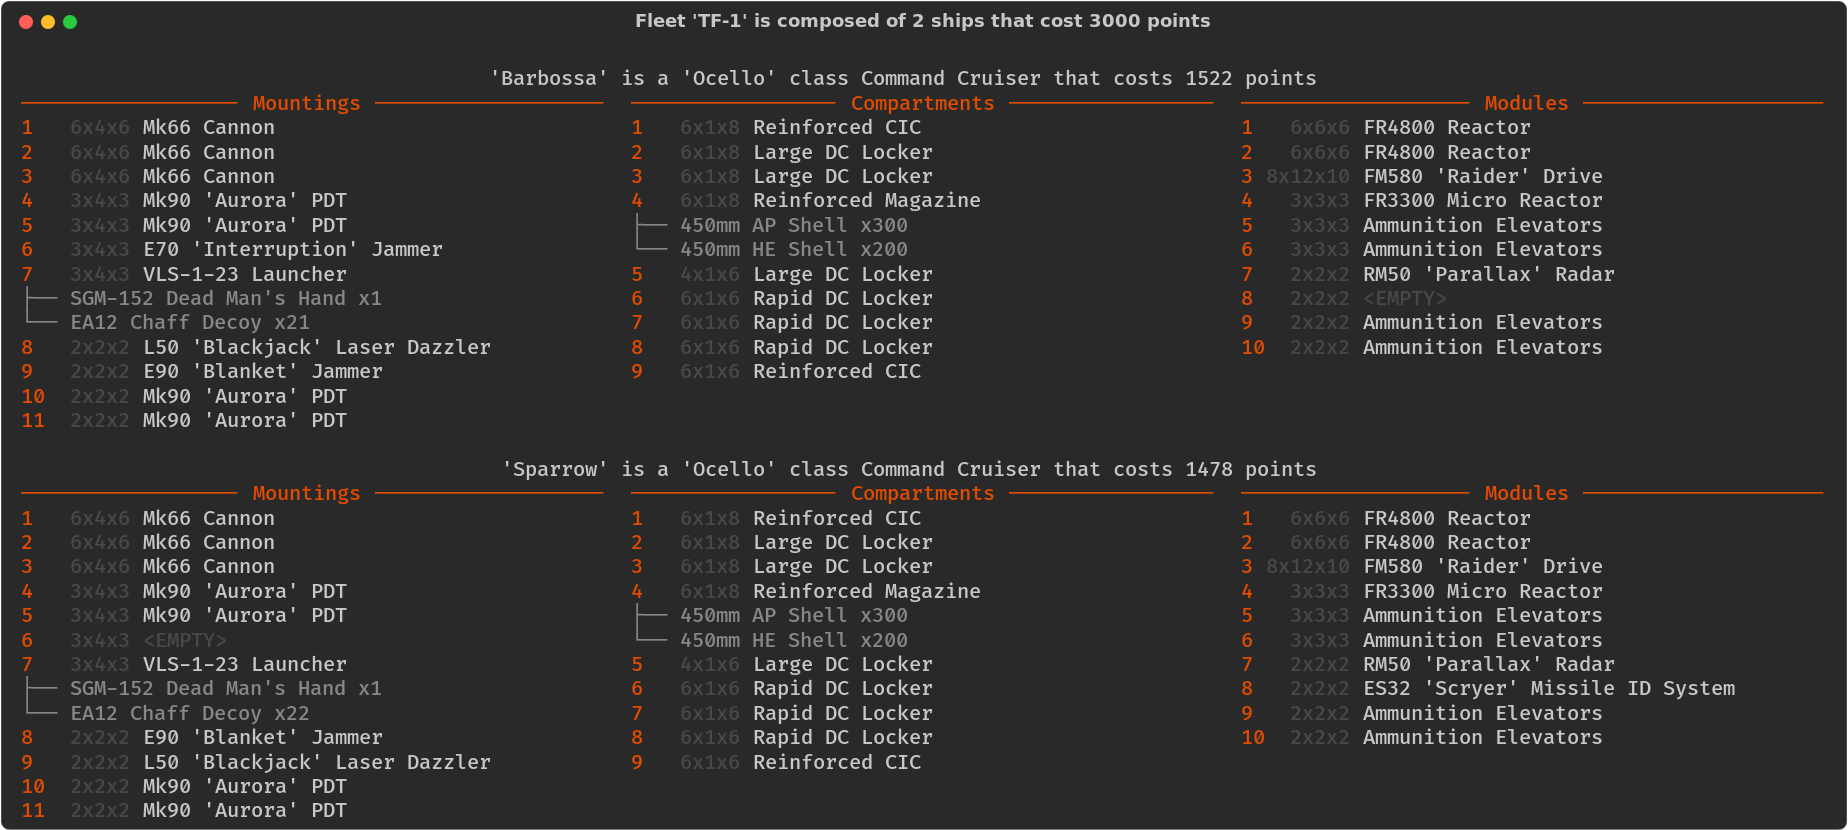 Fleet 'TF-1' is composed of 2 ships that cost 3000 points
'Barbossa' is a 'Ocello' class Command Cruiser that costs 1522 points
Mountings
1 6x4x6 Mk66 Cannon
2 6x4x6 Mk66 Cannon
3 6x4x6 Mk66 Cannon
4 3x4x3 Mk90 'Aurora' PDT
5 3x4x3 Mk90 'Aurora' PDT
6 3x4x3 E70 'Interruption' Jammer
7 3x4x3 VLS-1-23 Launcher
SGM-152 Dead Man's Hand x1
EA12 Chaff Decoy x21
8 2x2x2 L50 'Blackjack' Laser Dazzler
9 2x2x2 E90 'Blanket' Jammer
10 2x2x2 Mk90 'Aurora' PDT
11 2x2x2 Mk90 'Aurora' PDT
Compartments
1 6x1x8 Reinforced CIC
2 6x1x8 Large DC Locker
3 6x1x8 Large DC Locker
4 6x1x8 Reinforced Magazine
450mm AP Shell x300
450mm HE Shell x200
5 4x1x6 Large DC Locker
6 6x1x6 Rapid DC Locker
7 6x1x6 Rapid DC Locker
8 6x1x6 Rapid DC Locker
9 6x1x6 Reinforced CIC
Modules
1 6x6x6 FR4800 Reactor
2 6x6x6 FR4800 Reactor
3 8x12x10 FM580 'Raider' Drive
4 3x3x3 FR3300 Micro Reactor
5 3x3x3 Ammunition Elevators
6 3x3x3 Ammunition Elevators
7 2x2x2 RM50 'Parallax' Radar
8 2x2x2 <EMPTY>
9 2x2x2 Ammunition Elevators
10 2x2x2 Ammunition Elevators
'Sparrow' is a 'Ocello' class Command Cruiser that costs 1478 points
Mountings
1 6x4x6 Mk66 Cannon
2 6x4x6 Mk66 Cannon
3 6x4x6 Mk66 Cannon
4 3x4x3 Mk90 'Aurora' PDT
5 3x4x3 Mk90 'Aurora' PDT
6 3x4x3 <EMPTY>
7 3x4x3 VLS-1-23 Launcher
SGM-152 Dead Man's Hand x1
EA12 Chaff Decoy x22
8 2x2x2 E90 'Blanket' Jammer
9 2x2x2 L50 'Blackjack' Laser Dazzler
10 2x2x2 Mk90 'Aurora' PDT
11 2x2x2 Mk90 'Aurora' PDT
Compartments
1 6x1x8 Reinforced CIC
2 6x1x8 Large DC Locker
3 6x1x8 Large DC Locker
4 6x1x8 Reinforced Magazine
450mm AP Shell x300
450mm HE Shell x200
5 4x1x6 Large DC Locker
6 6x1x6 Rapid DC Locker
7 6x1x6 Rapid DC Locker
8 6x1x6 Rapid DC Locker
9 6x1x6 Reinforced CIC
Modules
1 6x6x6 FR4800 Reactor
2 6x6x6 FR4800 Reactor
3 8x12x10 FM580 'Raider' Drive
4 3x3x3 FR3300 Micro Reactor
5 3x3x3 Ammunition Elevators
6 3x3x3 Ammunition Elevators
7 2x2x2 RM50 'Parallax' Radar
8 2x2x2 ES32 'Scryer' Missile ID System
9 2x2x2 Ammunition Elevators
10 2x2x2 Ammunition Elevators